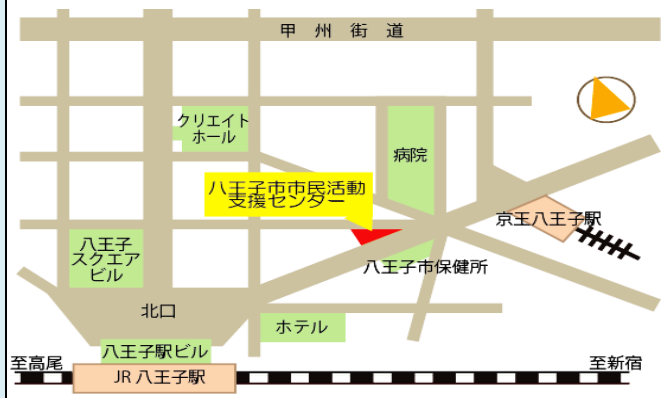 甲州街道
クリエイト
ホール
病院
八王子市市民活動
支援センター
京王八王子駅
八王子
スクエア
ビル
八王子市保健所
北口
ホテル
八王子駅ビル
至高尾
至新宿
JR 八王子駅